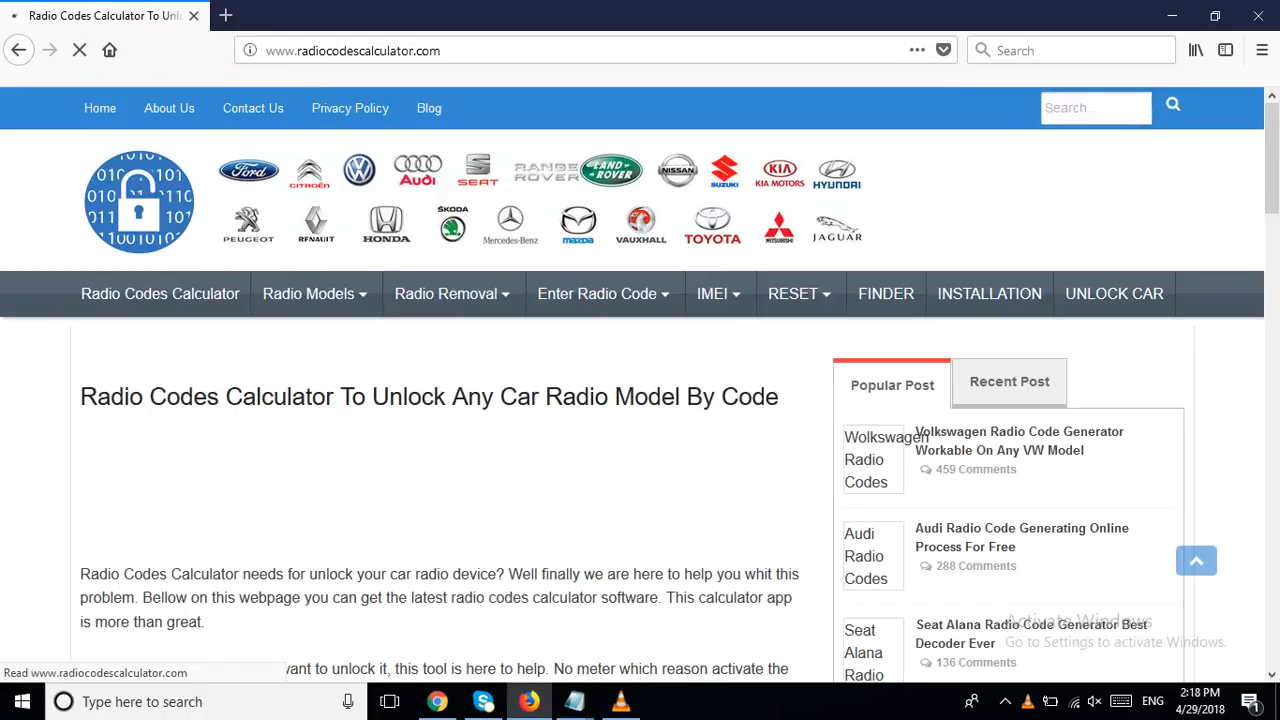 Radio Codes Calculator To Unl
www.radiocodescalculator.com
Search
Home About Us Contact Us Privacy Policy Blog
Search..
Ford CITROËN Audi SEAT RANGE ROVER LAND-ROVER NISSAN SUZUKI KIA MOTORS HYUNDAI
PEUGEOT RENAULT HONDA ŠKODA Mercedes-Benz mazda VAUXHALL TOYOTA MITSUBISHI JAGUAR
Radio Codes Calculator Radio Models Radio Removal Enter Radio Code IMEI RESET FINDER INSTALLATION UNLOCK CAR
Radio Codes Calculator To Unlock Any Car Radio Model By Code
Radio Codes Calculator needs for unlock your car radio device? Well finally we are here to help you whit this
problem. Bellow on this webpage you can get the latest radio codes calculator software. This calculator app
is more than great.
want to unlock it, this tool is here to help. No meter which reason activate the
Popular Post Recent Post
Wolkswagen
Radio
Codes
Volkswagen Radio Code Generator
Workable On Any VW Model
459 Comments
Audi
Radio
Codes
Audi Radio Code Generating Online
Process For Free
288 Comments
Seat
Alana
Radio
Seat Alana Radio Code Generator Best
Decoder Ever
136 Comments
Activate Windows
Go to Settings to activate Windows.
Read www.radiocodescalculator.com
Type here to search
ENG
2:18 PM
4/29/2018
1